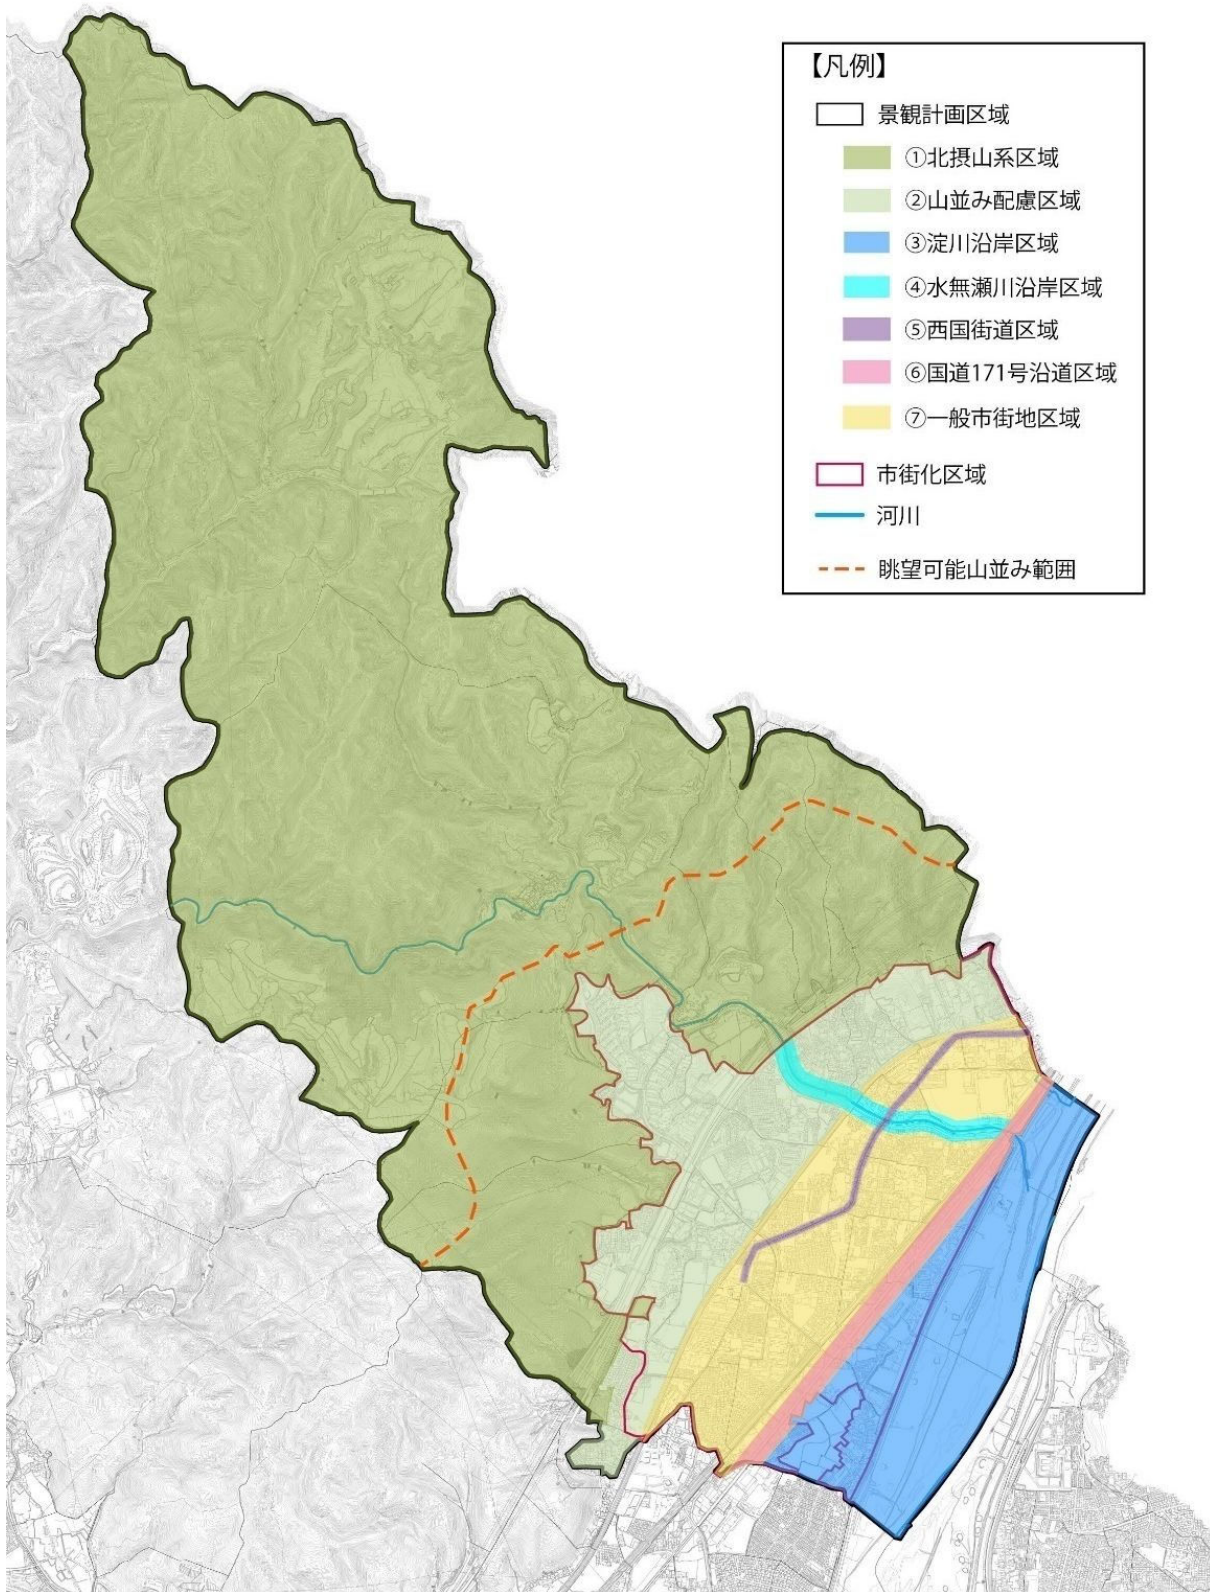 【凡例】
景観計画区域
①北摂山系区域
②山並み配慮区域
③淀川沿岸区域
④水無瀬川沿岸区域
⑤西国街道区域
⑥国道171号沿道区域
⑦一般市街地区域
市街化区域
河川
眺望可能山並み範囲